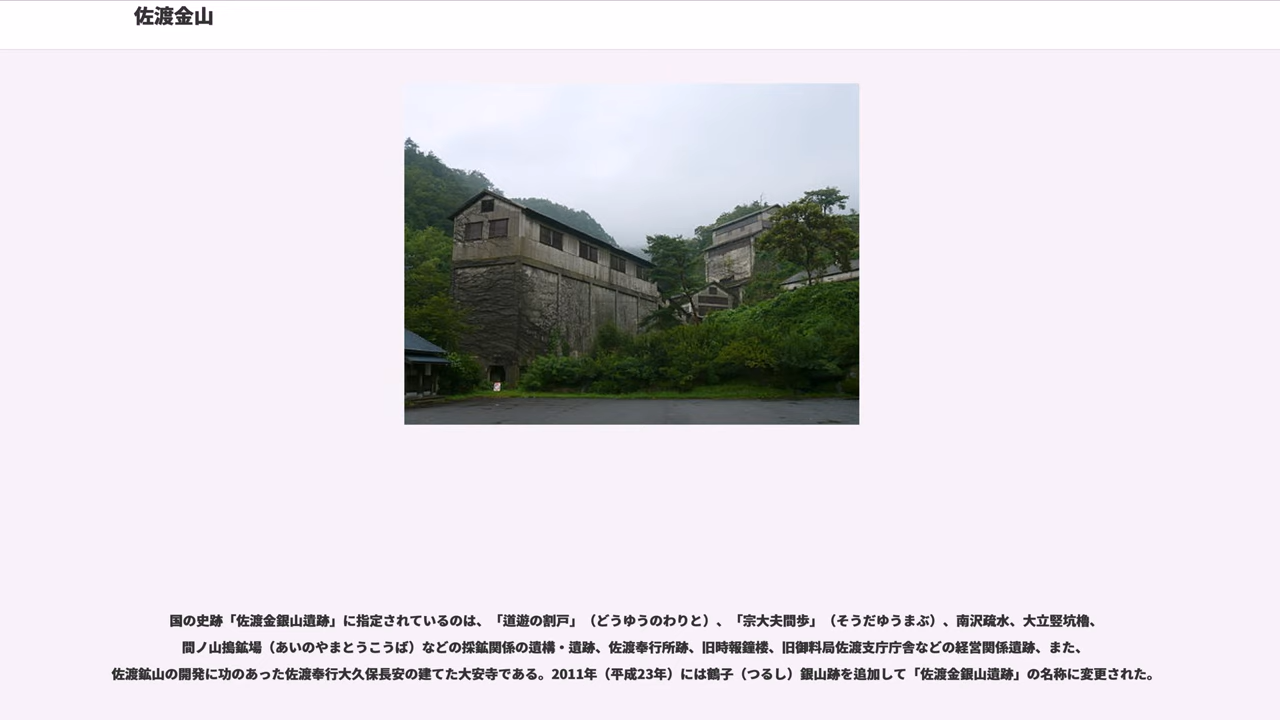 佐渡金山
国の史跡「佐渡金銀山遺跡」に指定されているのは、「道遊の割戸」（どうゆうのわりと）、「宗大夫間歩」（そうだゆうまぶ）、南沢疏水、大立竪坑櫓、
間ノ山搗鉱場（あいのやまとうこうば）などの採鉱関係の遺構・遺跡、佐渡奉行所跡、旧時報鐘楼、旧御料局佐渡支庁庁舎などの経営関係遺跡、また、
佐渡鉱山の開発に功のあった佐渡奉行大久保長安の建てた大安寺である。2011年（平成23年）には鶴子（つるし）銀山跡を追加して「佐渡金銀山遺跡」の名称に変更された。